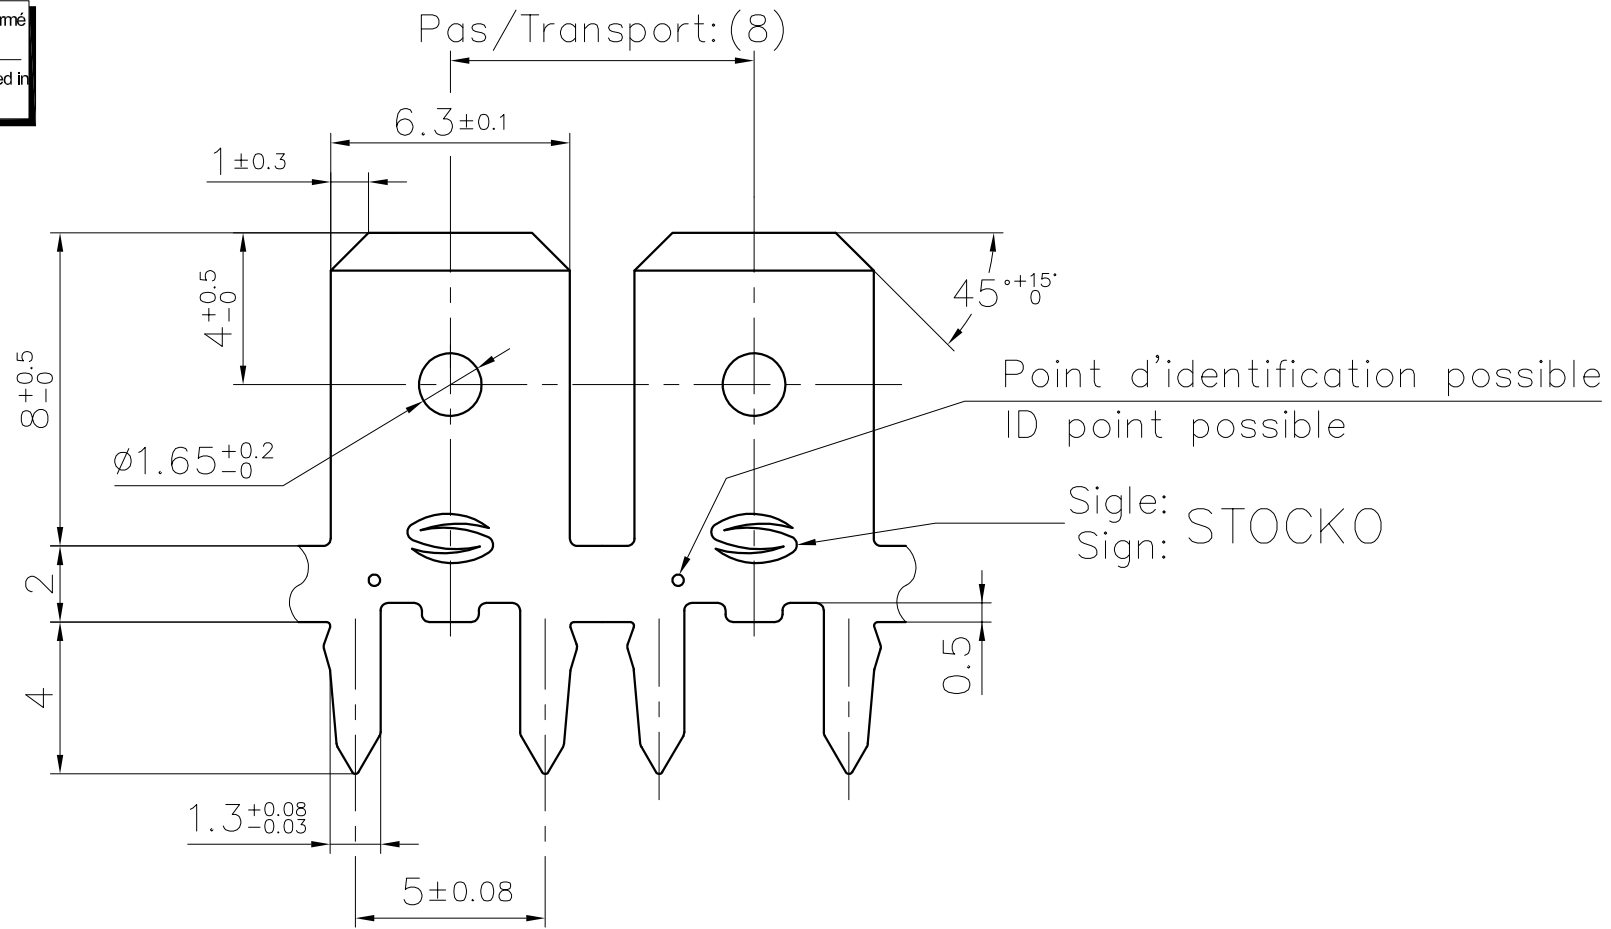 Pas/Transport:(8)
6.3±0.1
1±0.3
4+0.5-0
45°+15°0
8+0.5-0
Point d'identification possible
ID point possible
ø1.65+0.2-0
Sigle:
Sign: STOCKO
2
0.5
4
1.3+0.08-0.03
5±0.08